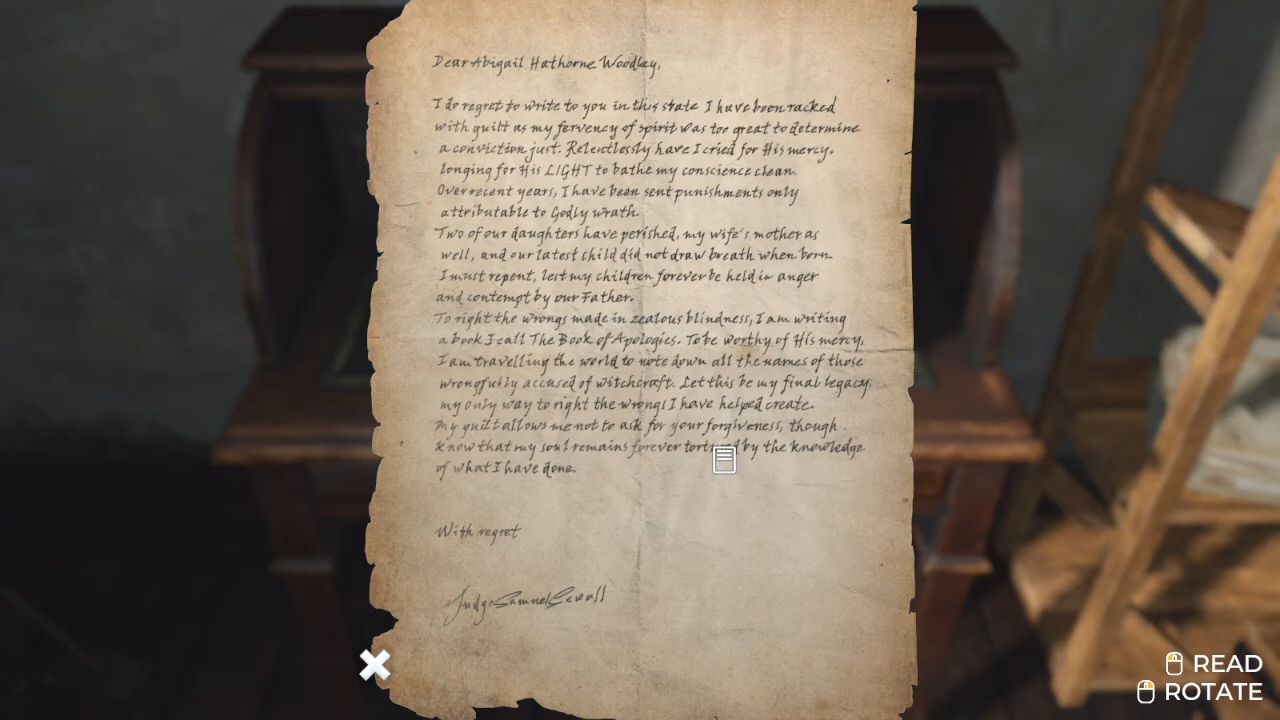 Dear Abigail Hathorne Woodley,
I do regret to write to you in this state I have been racked
with guilt as my fervency of spirit was too great to determine
a conviction just. Relentlessly have I cried for His mercy,
longing for His LIGHT to bathe my conscience clean.
Over recent years, I have been sent punishments only
attributable to Godly wrath.
Two of our daughters have perished, my wife's mother as
well, and our latest child did not draw breath when born.
I must repent, lest my children forever be held in anger
and contempt by our Father.
To right the wrongs made in zealous blindness, I am writing
a book I call The Book of Apologies. To be worthy of His mercy,
I am travelling the world to note down all the names of those
wrongfully accused of witchcraft. Let this be my final legacy,
my only way to right the wrongs I have helped create.
My guilt allows me not to ask for your forgiveness, though
know that my soul remains forever tortured by the knowledge
of what I have done.
With regret
Judge Samuel Sewall
READ
ROTATE